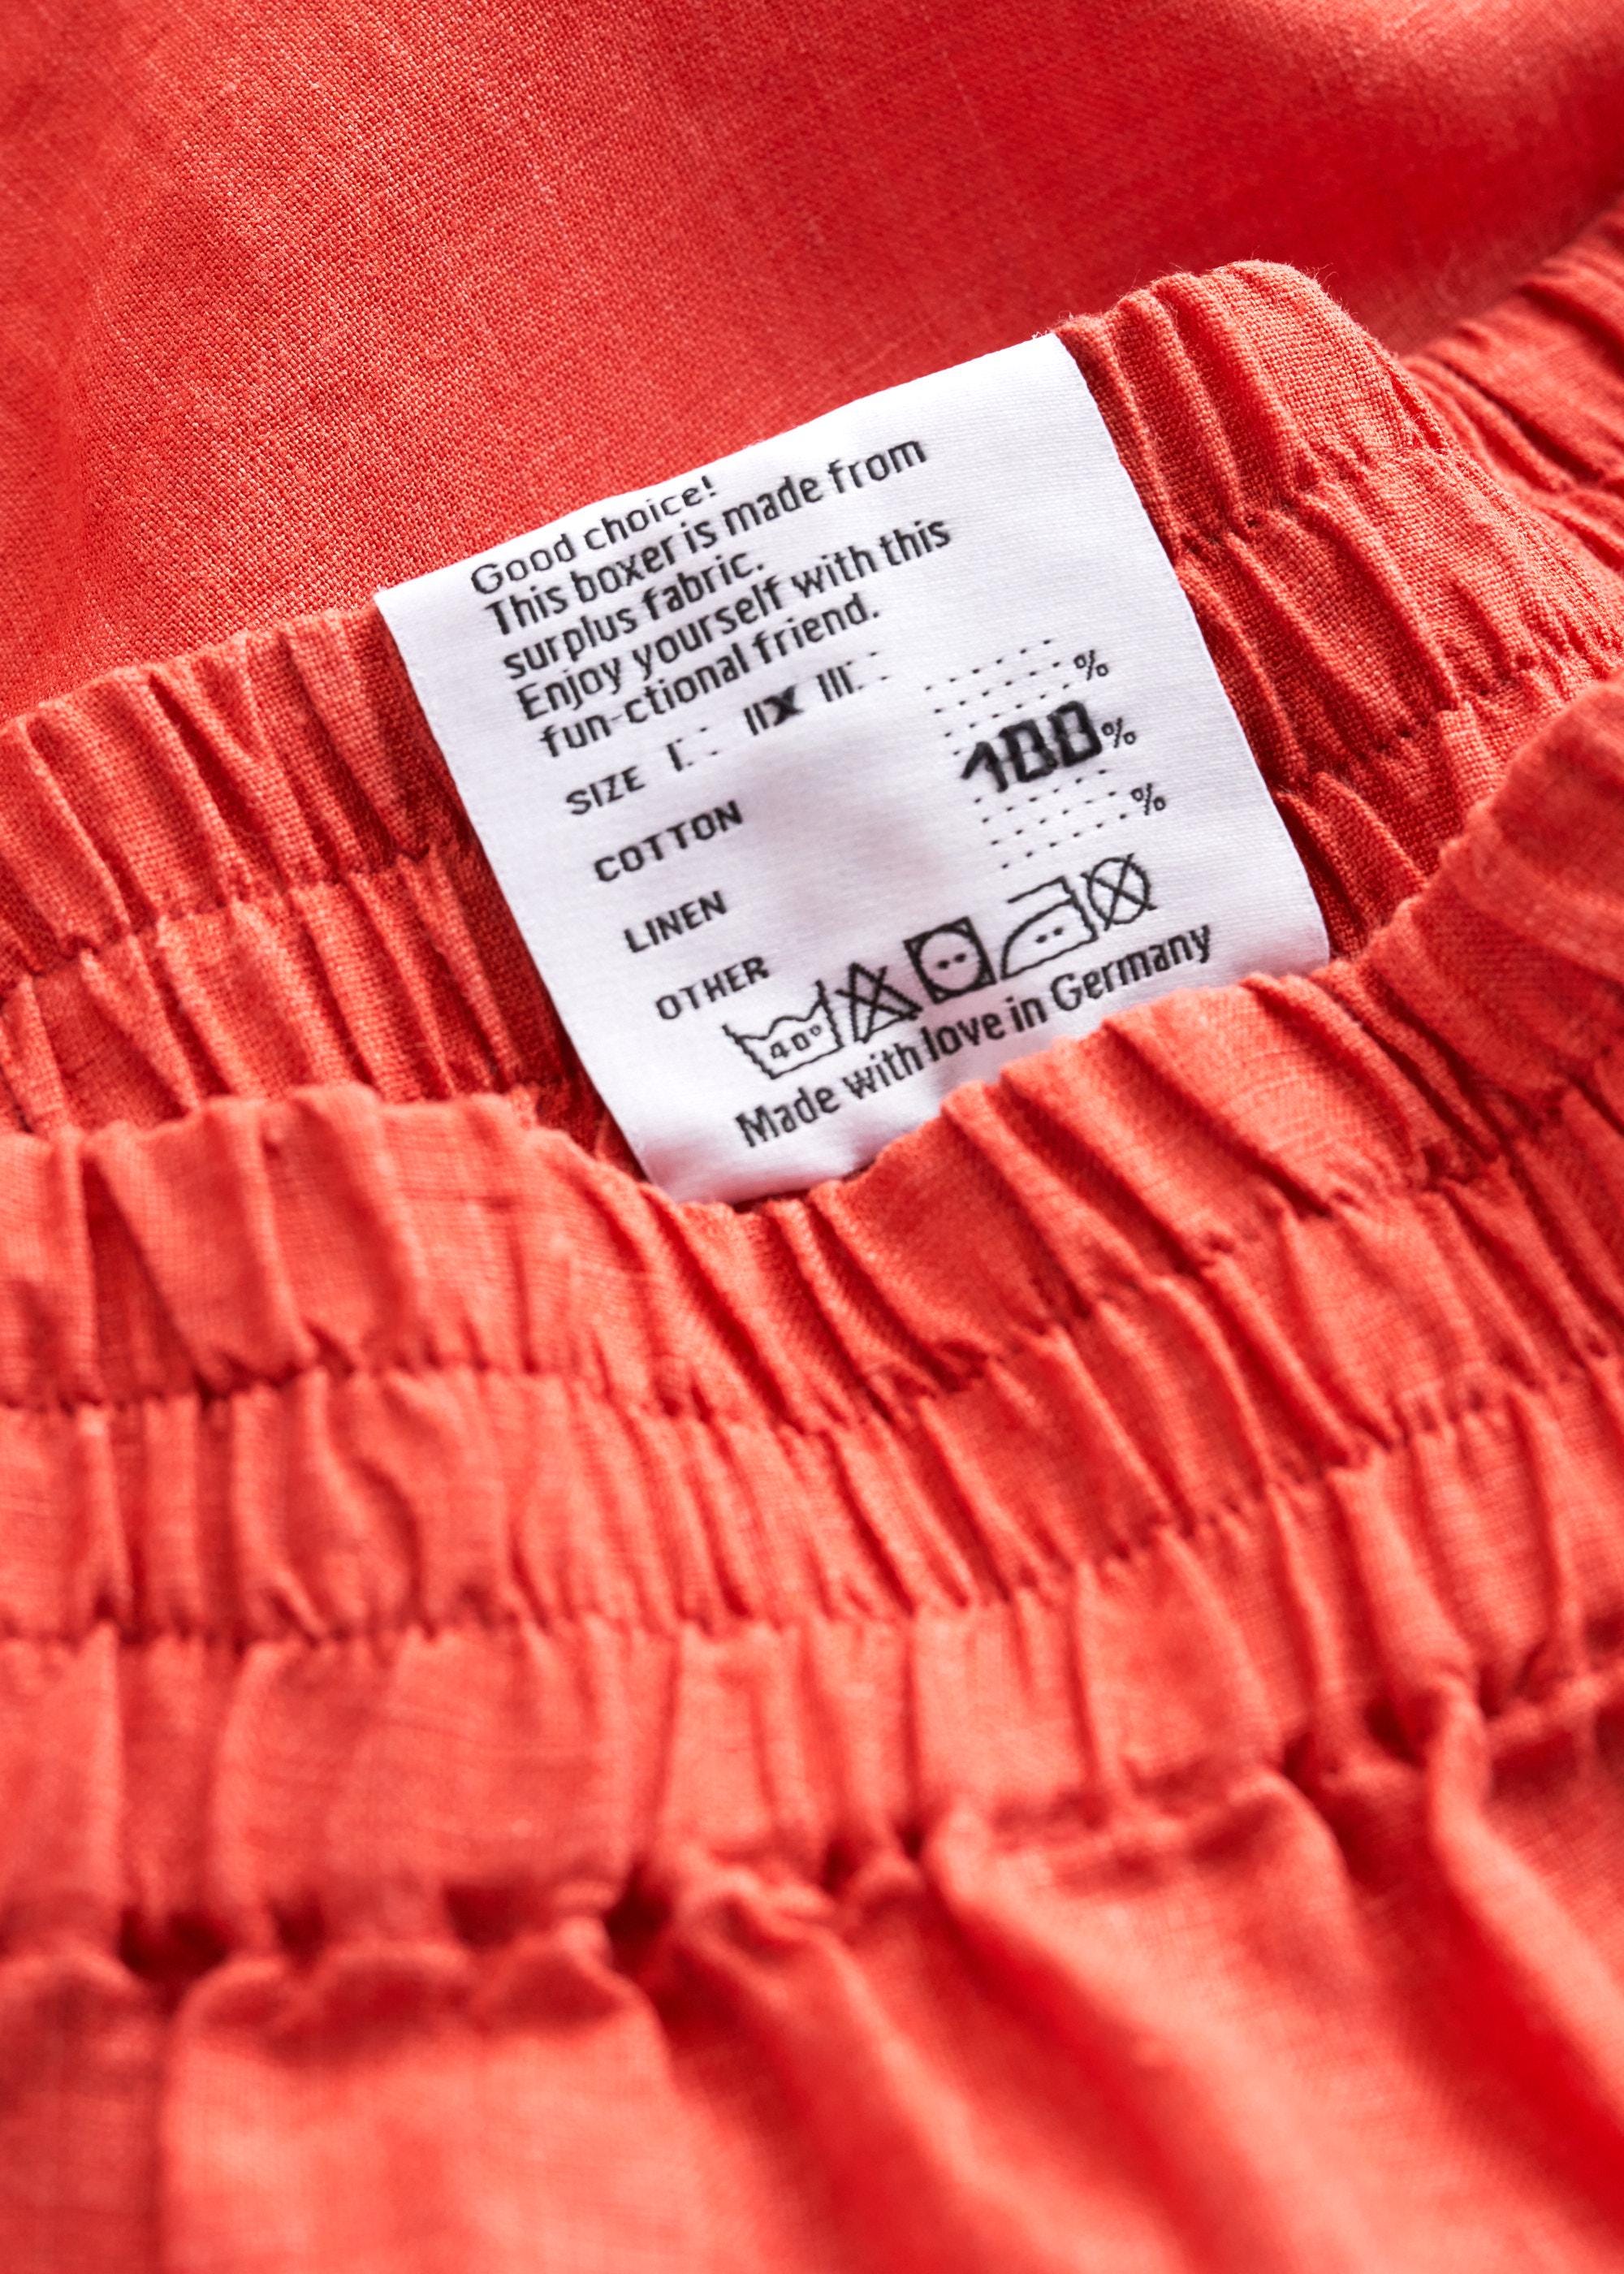 Good choice!
This boxer is made from
surplus fabric.
Enjoy yourself with this
fun-ctional friend.
SIZE I II X III
COTTON %
LINEN 100 %
OTHER %
40°
Made with love in Germany